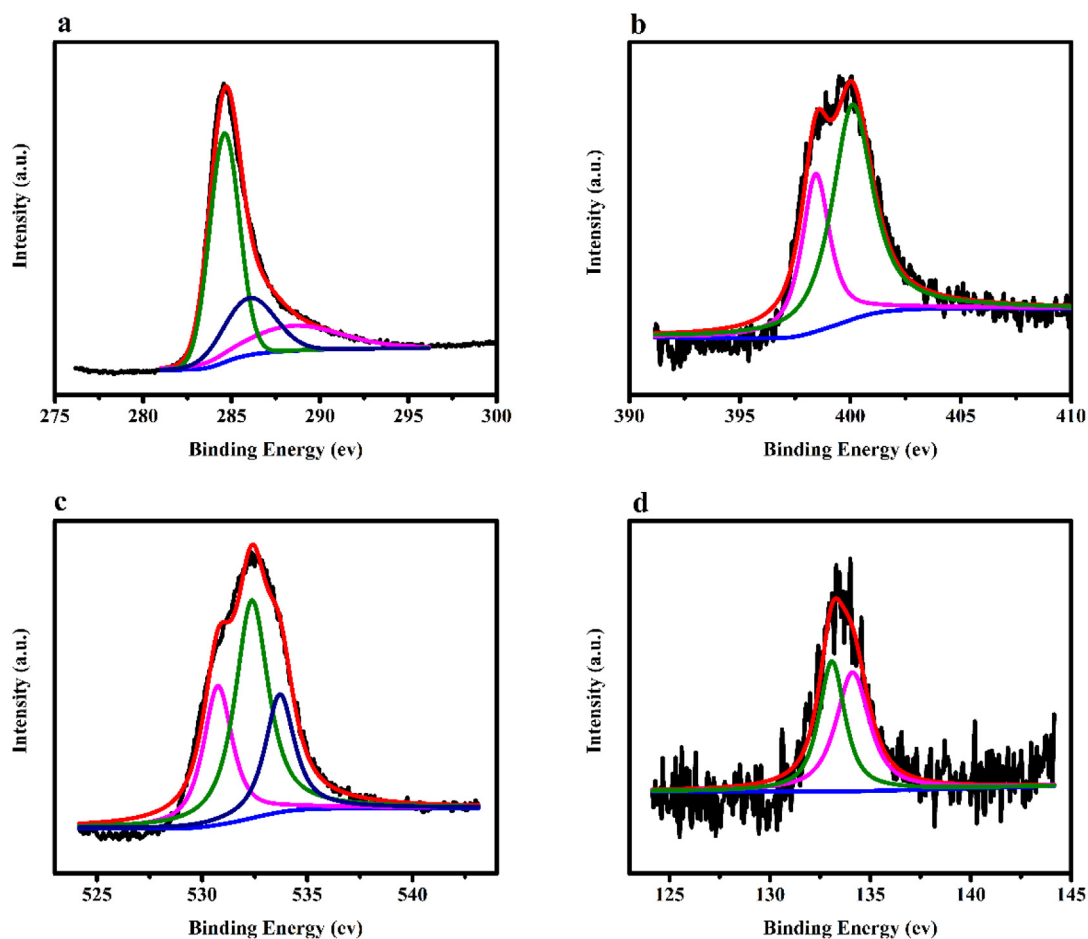 a
Intensity (a.u.)
275 280 285 290 295 300
Binding Energy (ev)
b
Intensity (a.u.)
390 395 400 405 410
Binding Energy (ev)
c
Intensity (a.u.)
525 530 535 540
Binding Energy (ev)
d
Intensity (a.u.)
125 130 135 140 145
Binding Energy (ev)